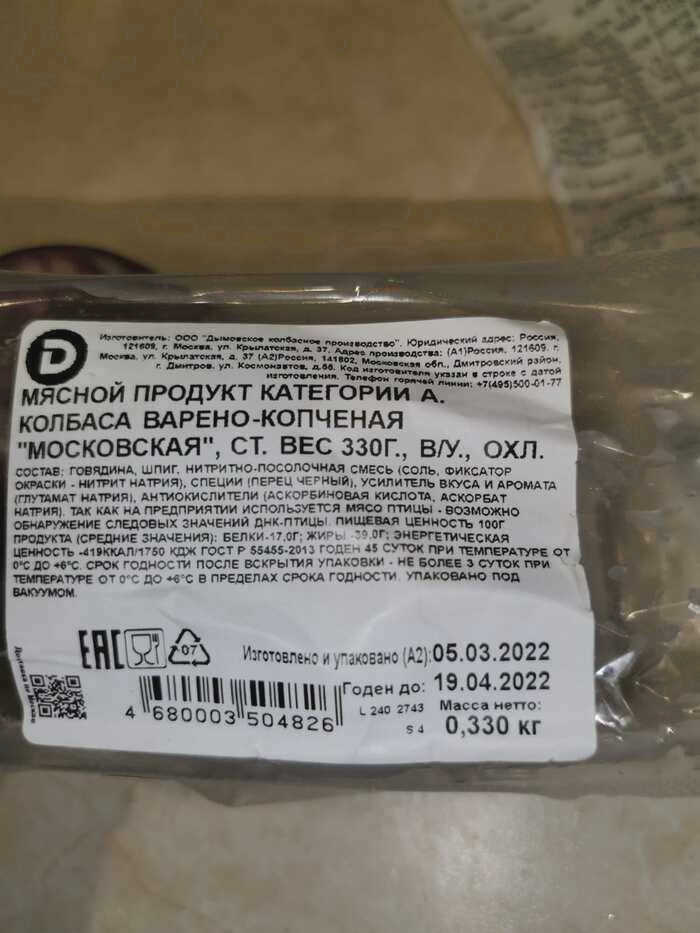 D
Изготовитель: ООО "Дымовское колбасное производство". Юридический адрес: Россия,
121609, г. Москва, ул. Крылатская, д. 37. Адрес производства: (А1)Россия, 121609, г.
Москва, ул. Крылатская, д. 37 (А2)Россия, 141802, Московская обл., Дмитровский район,
г. Дмитров, ул. Космонавтов, д.56. Код изготовителя указан в строке с датой
изготовления. Телефон горячей линии: +7(495)500-01-77
МЯСНОЙ ПРОДУКТ КАТЕГОРИИ А.
КОЛБАСА ВАРЕНО-КОПЧЕНАЯ
"МОСКОВСКАЯ", СТ. ВЕС 330Г., В/У., ОХЛ.
СОСТАВ: ГОВЯДИНА, ШПИГ, НИТРИТНО-ПОСОЛОЧНАЯ СМЕСЬ (СОЛЬ, ФИКСАТОР
ОКРАСКИ - НИТРИТ НАТРИЯ), СПЕЦИИ (ПЕРЕЦ ЧЕРНЫЙ), УСИЛИТЕЛЬ ВКУСА И АРОМАТА
(ГЛУТАМАТ НАТРИЯ), АНТИОКИСЛИТЕЛИ (АСКОРБИНОВАЯ КИСЛОТА, АСКОРБАТ
НАТРИЯ). ТАК КАК НА ПРЕДПРИЯТИИ ИСПОЛЬЗУЕТСЯ МЯСО ПТИЦЫ - ВОЗМОЖНО
ОБНАРУЖЕНИЕ СЛЕДОВЫХ ЗНАЧЕНИЙ ДНК-ПТИЦЫ. ПИЩЕВАЯ ЦЕННОСТЬ 100Г
ПРОДУКТА (СРЕДНИЕ ЗНАЧЕНИЯ): БЕЛКИ-17,0Г; ЖИРЫ -39,0Г; ЭНЕРГЕТИЧЕСКАЯ
ЦЕННОСТЬ -419ККАЛ/1750 КДЖ ГОСТ Р 55455-2013 ГОДЕН 45 СУТОК ПРИ ТЕМПЕРАТУРЕ ОТ
0°С ДО +6°С. СРОК ГОДНОСТИ ПОСЛЕ ВСКРЫТИЯ УПАКОВКИ - НЕ БОЛЕЕ 3 СУТОК ПРИ
ТЕМПЕРАТУРЕ ОТ 0°С ДО +6°С В ПРЕДЕЛАХ СРОКА ГОДНОСТИ. УПАКОВАНО ПОД
ВАКУУМОМ.
EAC
07
Изготовлено и упаковано (А2):05.03.2022
Годен до: 19.04.2022
L 240 2743 Масса нетто:
S 4 0,330 кг
4 680003 504826